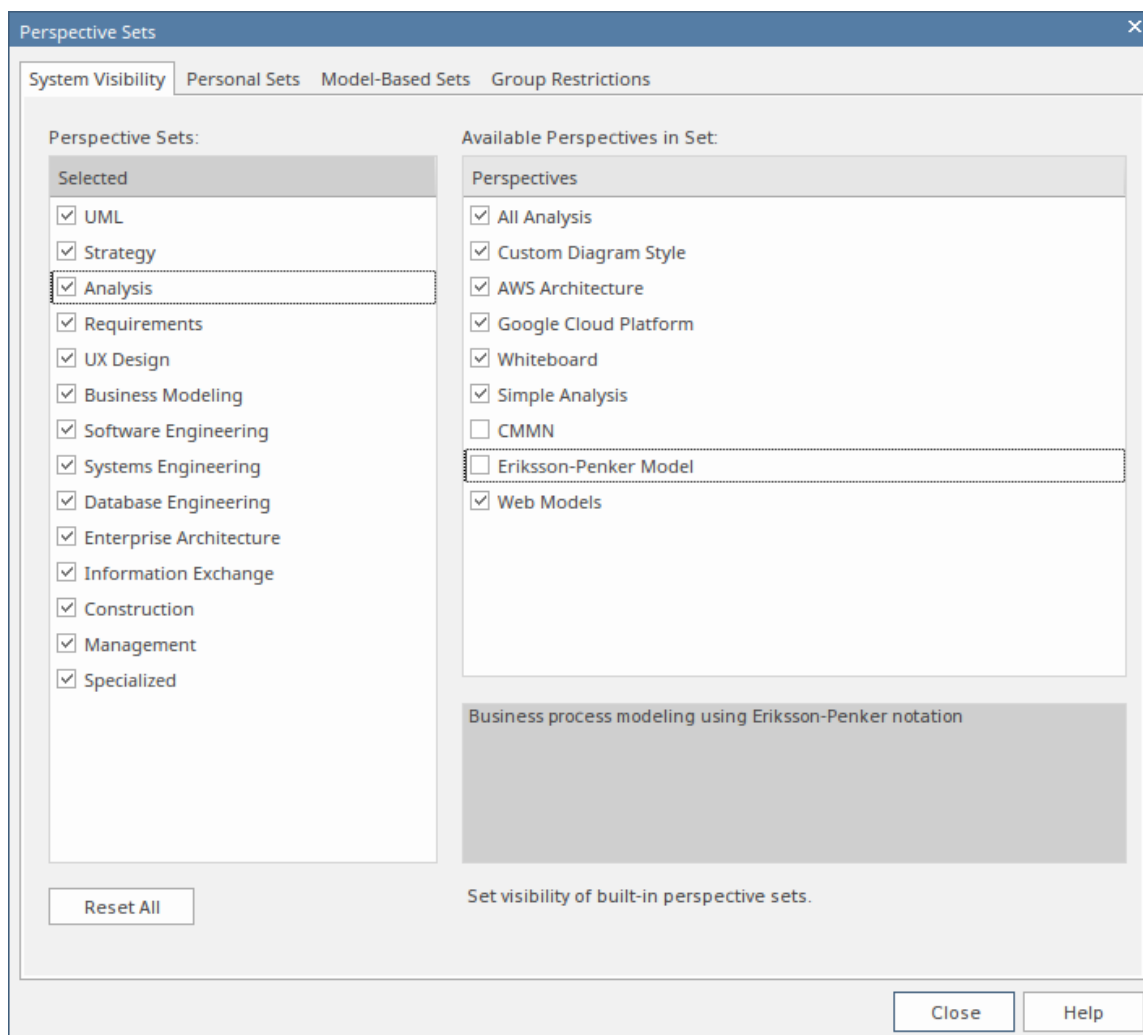 Perspective Sets
System Visibility Personal Sets Model-Based Sets Group Restrictions
Perspective Sets:
Selected
UML
Strategy
Analysis
Requirements
UX Design
Business Modeling
Software Engineering
Systems Engineering
Database Engineering
Enterprise Architecture
Information Exchange
Construction
Management
Specialized
Reset All
Available Perspectives in Set:
Perspectives
All Analysis
Custom Diagram Style
AWS Architecture
Google Cloud Platform
Whiteboard
Simple Analysis
CMMN
Eriksson-Penker Model
Web Models
Business process modeling using Eriksson-Penker notation
Set visibility of built-in perspective sets.
Close Help